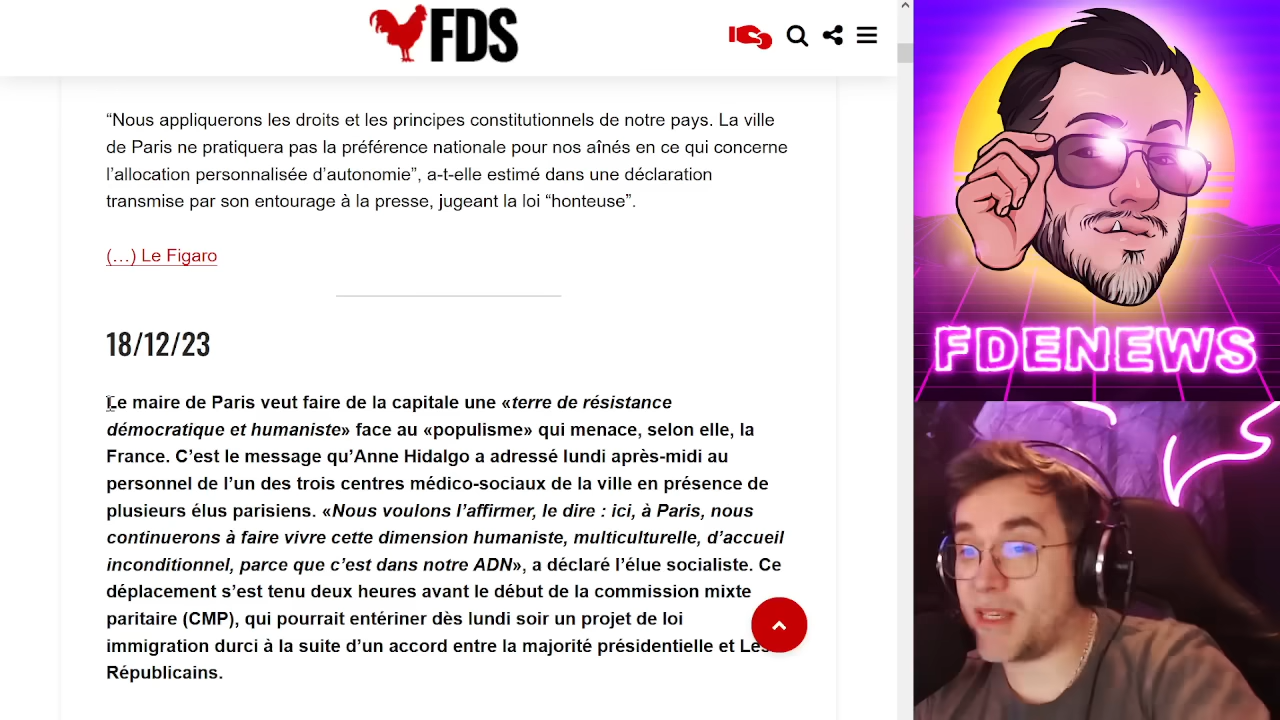 FDS
“Nous appliquerons les droits et les principes constitutionnels de notre pays. La ville
de Paris ne pratiquera pas la préférence nationale pour nos aînés en ce qui concerne
l’allocation personnalisée d’autonomie”, a-t-elle estimé dans une déclaration
transmise par son entourage à la presse, jugeant la loi “honteuse”.
(…) Le Figaro
18/12/23
Le maire de Paris veut faire de la capitale une «terre de résistance
démocratique et humaniste» face au «populisme» qui menace, selon elle, la
France. C’est le message qu’Anne Hidalgo a adressé lundi après-midi au
personnel de l’un des trois centres médico-sociaux de la ville en présence de
plusieurs élus parisiens. «Nous voulons l’affirmer, le dire : ici, à Paris, nous
continuerons à faire vivre cette dimension humaniste, multiculturelle, d’accueil
inconditionnel, parce que c’est dans notre ADN», a déclaré l’élue socialiste. Ce
déplacement s’est tenu deux heures avant le début de la commission mixte
paritaire (CMP), qui pourrait entériner dès lundi soir un projet de loi
immigration durci à la suite d’un accord entre la majorité présidentielle et Les
Républicains.
FDENEWS